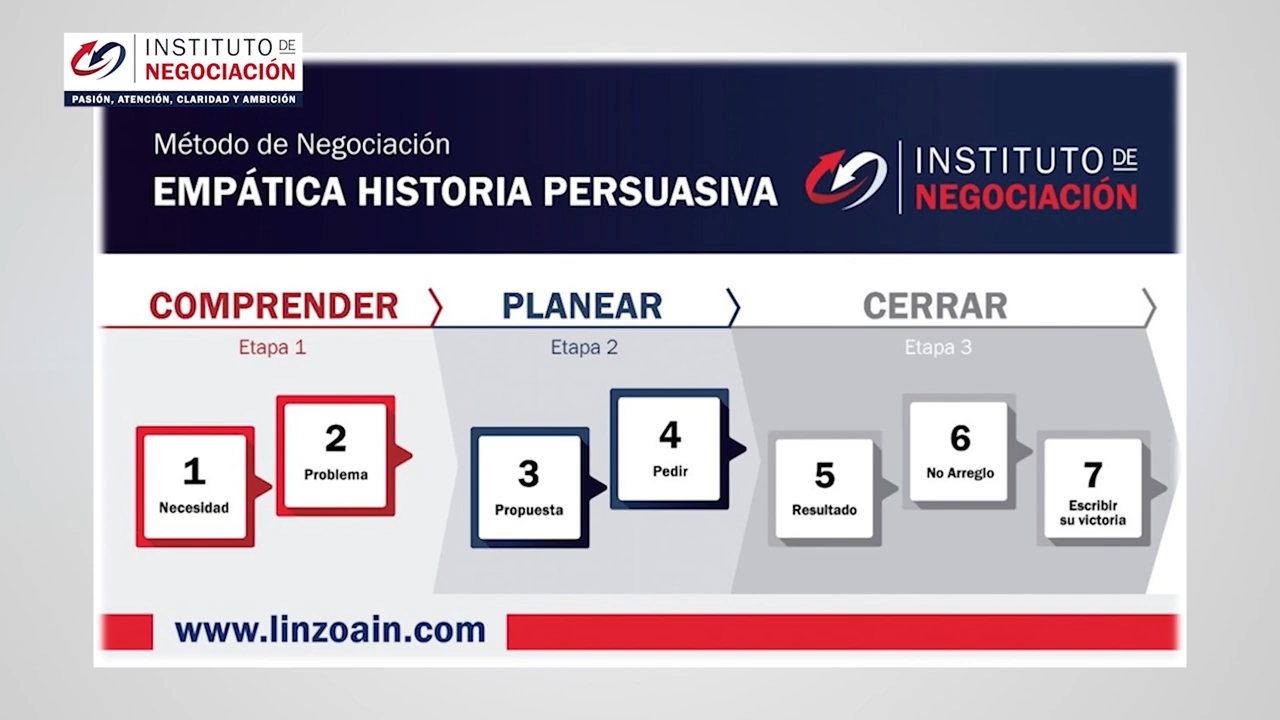 INSTITUTO DE
NEGOCIACIÓN
PASIÓN, ATENCIÓN, CLARIDAD Y AMBICIÓN
Método de Negociación
EMPÁTICA HISTORIA PERSUASIVA
INSTITUTO DE
NEGOCIACIÓN
COMPRENDER
Etapa 1
1
Necesidad
2
Problema
PLANEAR
Etapa 2
3
Propuesta
4
Pedir
CERRAR
Etapa 3
5
Resultado
6
No Arreglo
7
Escribir
su victoria
www.linzoain.com